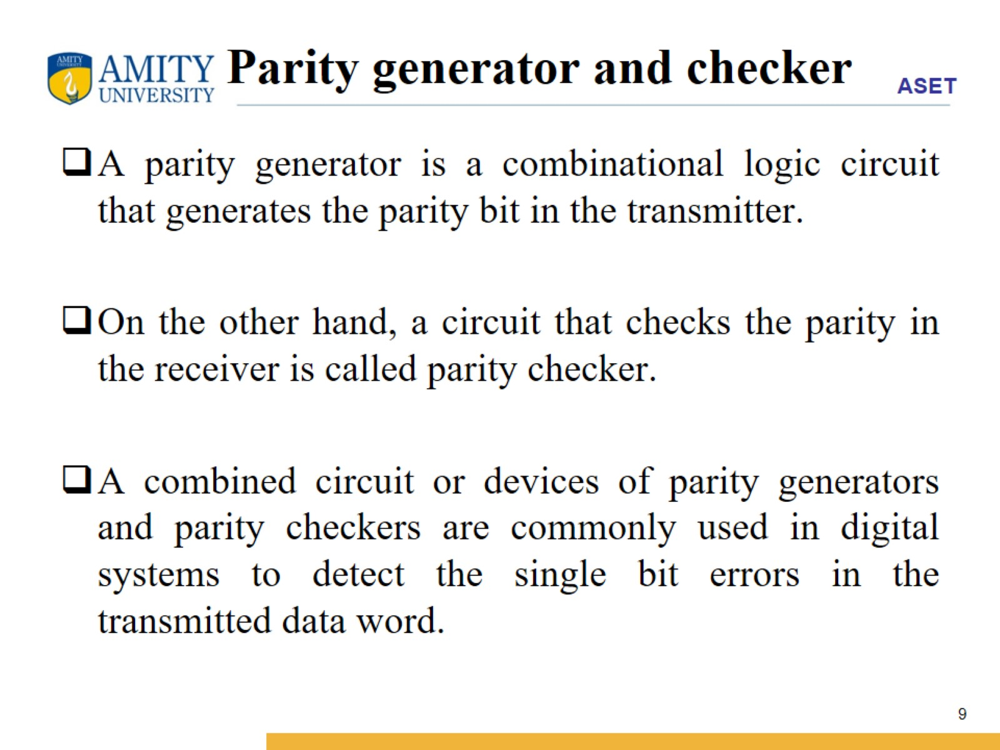 AMITY
UNIVERSITY
AMITY
UNIVERSITY
Parity generator and checker
ASET
A parity generator is a combinational logic circuit
that generates the parity bit in the transmitter.
On the other hand, a circuit that checks the parity in
the receiver is called parity checker.
A combined circuit or devices of parity generators
and parity checkers are commonly used in digital
systems to detect the single bit errors in the
transmitted data word.
9